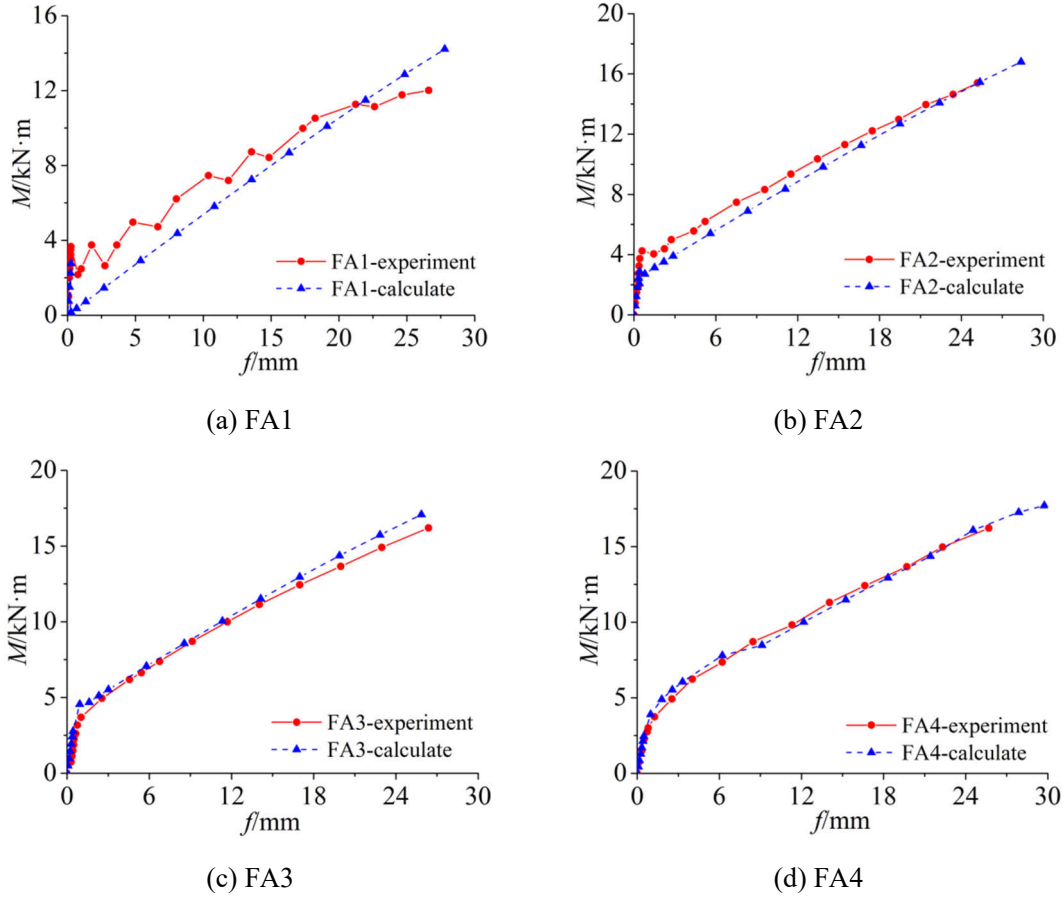 16
12
8
4
0
M/kN·m
FA1-experiment
FA1-calculate
0 5 10 15 20 25 30
f/mm
(a) FA1
20
16
12
8
4
0
M/kN·m
FA2-experiment
FA2-calculate
0 6 12 18 24 30
f/mm
(b) FA2
20
15
10
5
0
M/kN·m
FA3-experiment
FA3-calculate
0 6 12 18 24 30
f/mm
(c) FA3
20
15
10
5
0
M/kN·m
FA4-experiment
FA4-calculate
0 6 12 18 24 30
f/mm
(d) FA4